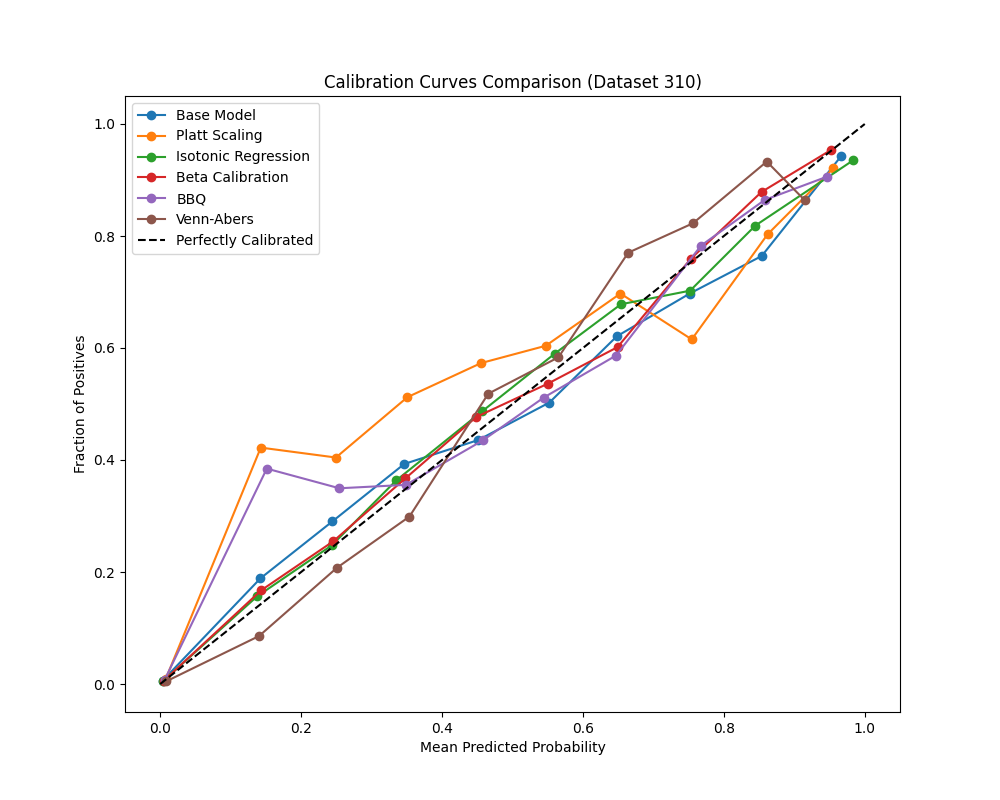 Calibration Curves Comparison (Dataset 310)
Base Model
Platt Scaling
Isotonic Regression
Beta Calibration
BBQ
Venn-Abers
Perfectly Calibrated
Fraction of Positives
1.0
0.8
0.6
0.4
0.2
0.0
0.0 0.2 0.4 0.6 0.8 1.0
Mean Predicted Probability